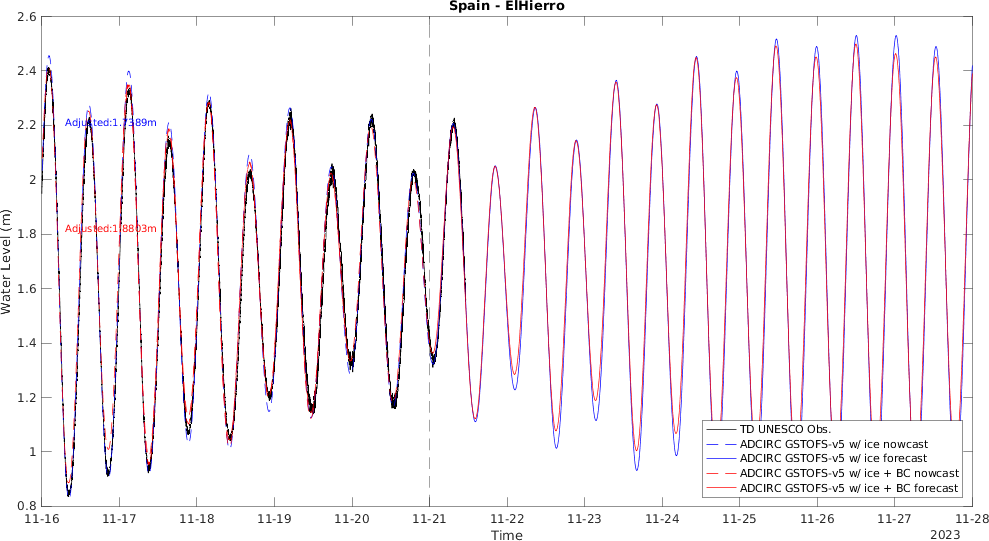 Spain - ElHierro
Water Level (m)
2.6
2.4
2.2
2
1.8
1.6
1.4
1.2
1
0.8
Adjusted:1.7389m
Adjusted:1.8803m
TD UNESCO Obs.
ADCIRC GSTOFS-v5 w/ ice nowcast
ADCIRC GSTOFS-v5 w/ ice forecast
ADCIRC GSTOFS-v5 w/ ice + BC nowcast
ADCIRC GSTOFS-v5 w/ ice + BC forecast
11-16 11-17 11-18 11-19 11-20 11-21 11-22 11-23 11-24 11-25 11-26 11-27 11-28
Time
2023